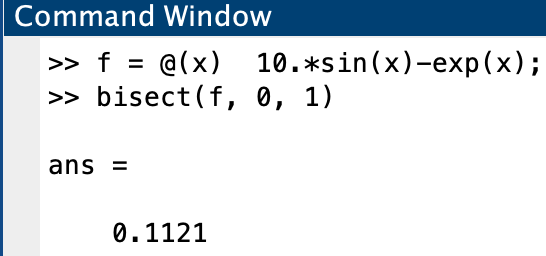 Command Window
>> f = @(x)  10.*sin(x)-exp(x);
>> bisect(f, 0, 1)
ans =
0.1121